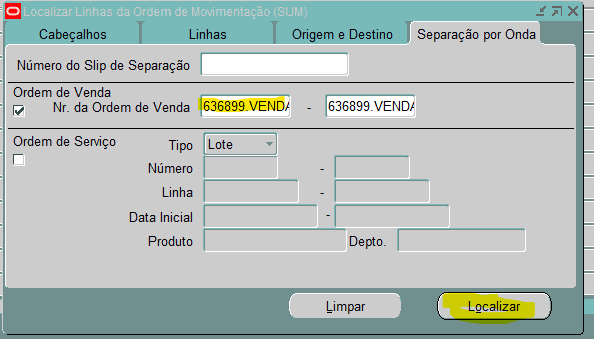 Localizar Linhas da Ordem de Movimentação (SUM)
Cabeçalhos Linhas Origem e Destino Separação por Onda
Número do Slip de Separação
Ordem de Venda
Nr. da Ordem de Venda 636899.VENDA - 636899.VENDA
Ordem de Serviço
Tipo Lote
Número -
Linha -
Data Inicial -
Produto Depto.
Limpar Localizar